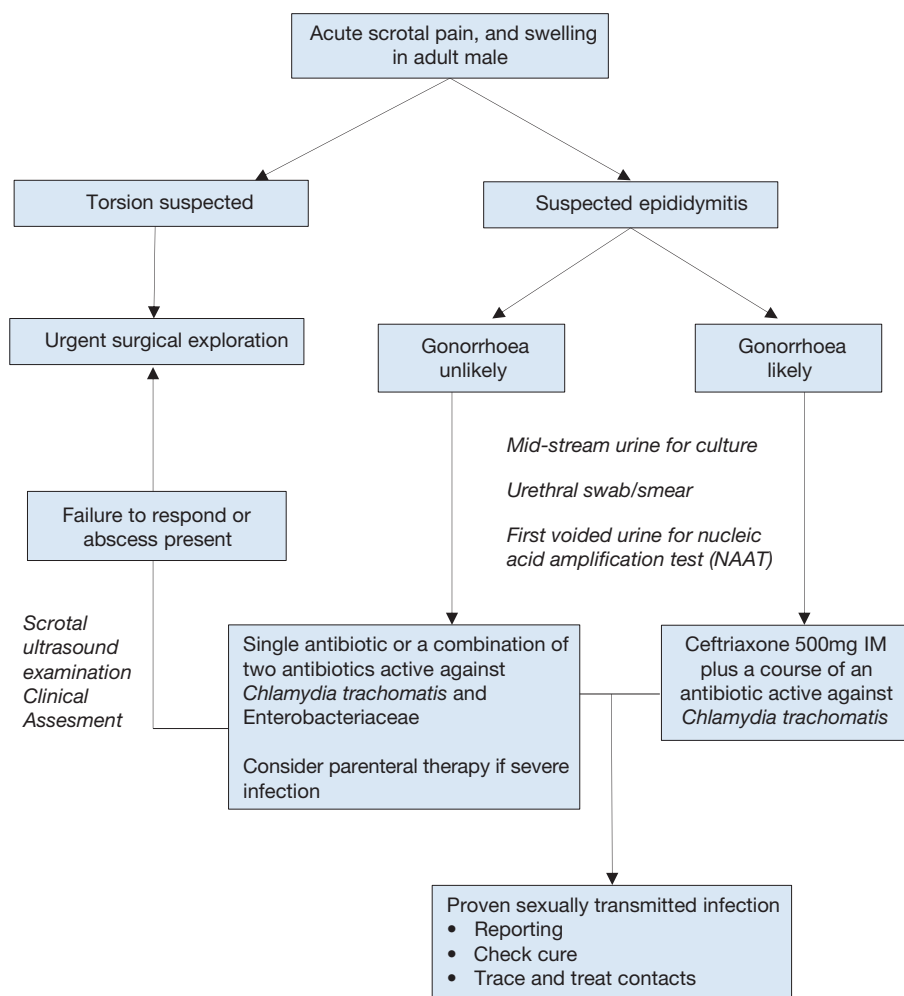 Acute scrotal pain, and swelling
in adult male
Torsion suspected
Suspected epididymitis
Urgent surgical exploration
Gonorrhoea
unlikely
Gonorrhoea
likely
Mid-stream urine for culture
Urethral swab/smear
First voided urine for nucleic
acid amplification test (NAAT)
Failure to respond or
abscess present
Scrotal
ultrasound
examination
Clinical
Assesment
Single antibiotic or a combination of
two antibiotics active against
Chlamydia trachomatis and
Enterobacteriaceae
Consider parenteral therapy if severe
infection
Ceftriaxone 500mg IM
plus a course of an
antibiotic active against
Chlamydia trachomatis
Proven sexually transmitted infection
• Reporting
• Check cure
• Trace and treat contacts